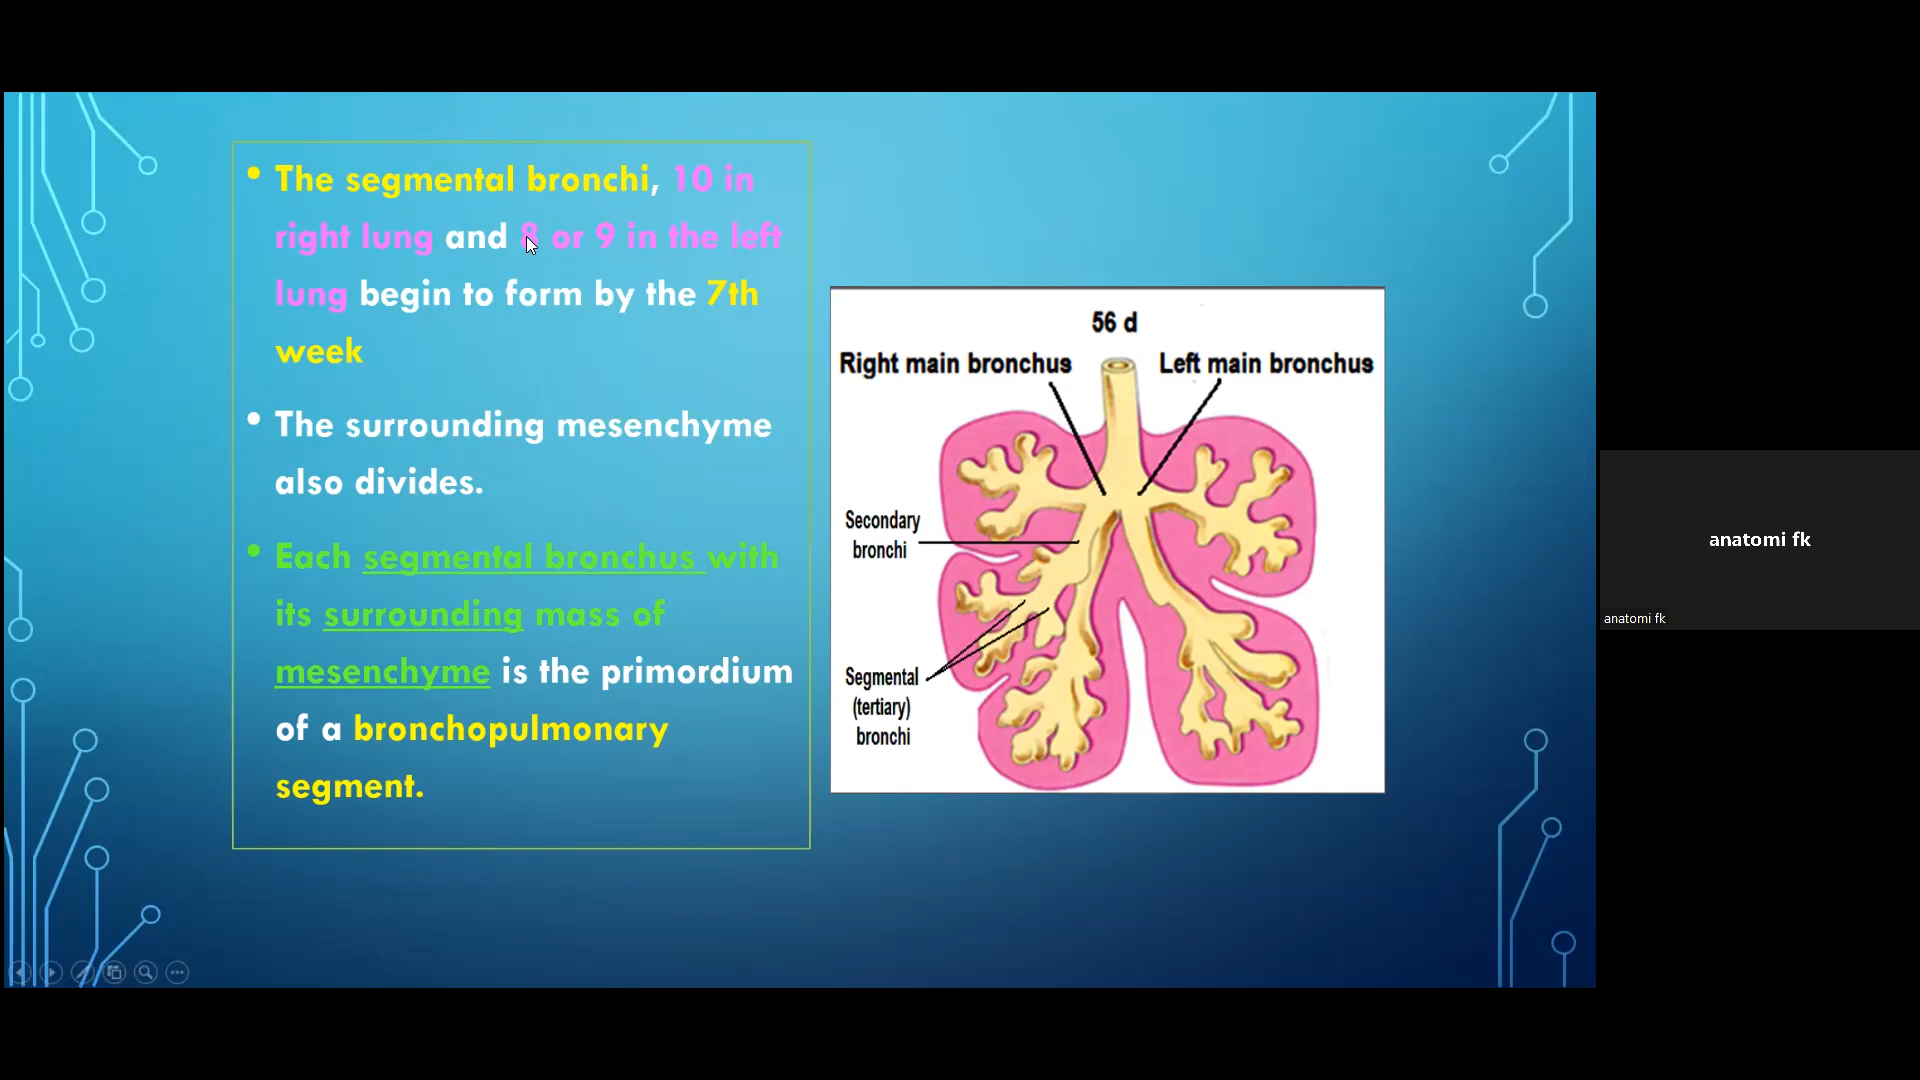 • The segmental bronchi, 10 in
right lung and 8 or 9 in the left
lung begin to form by the 7th
week
• The surrounding mesenchyme
also divides.
• Each segmental bronchus with
its surrounding mass of
mesenchyme is the primordium
of a bronchopulmonary
segment.
56 d
Right main bronchus
Left main bronchus
Secondary
bronchi
Segmental
(tertiary)
bronchi
anatomi fk
anatomi fk